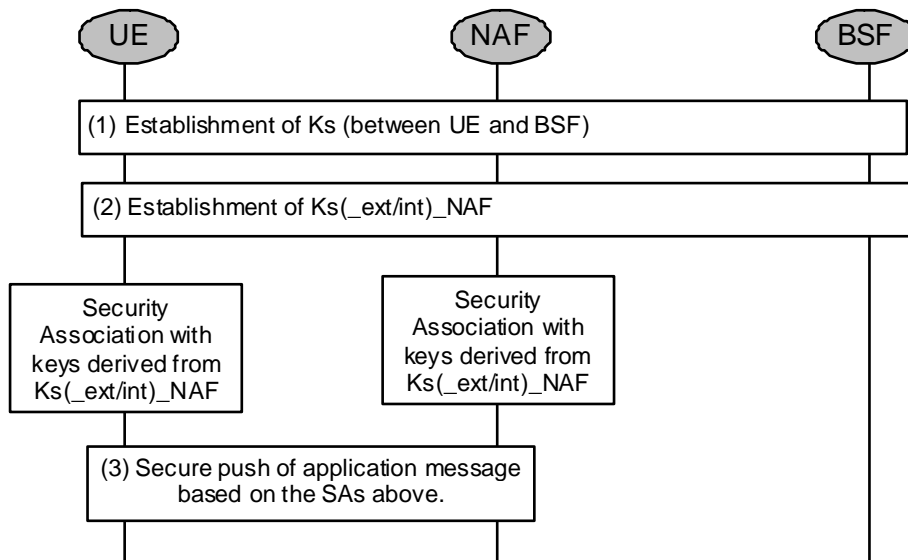 UE
NAF
BSF
(1) Establishment of Ks (between UE and BSF)
(2) Establishment of Ks(_ext/int)_NAF
Security
Association with
keys derived from
Ks(_ext/int)_NAF
Security
Association with
keys derived from
Ks(_ext/int)_NAF
(3) Secure push of application message
based on the SAs above.